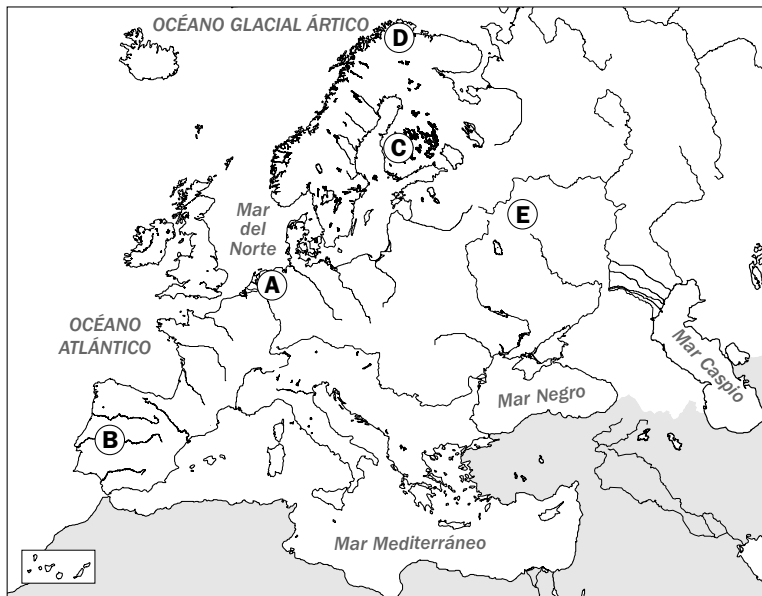 OCÉANO GLACIAL ÁRTICO
D
C
E
Mar
del
Norte
A
OCÉANO
ATLÁNTICO
Mar Caspio
Mar Negro
B
Mar Mediterráneo